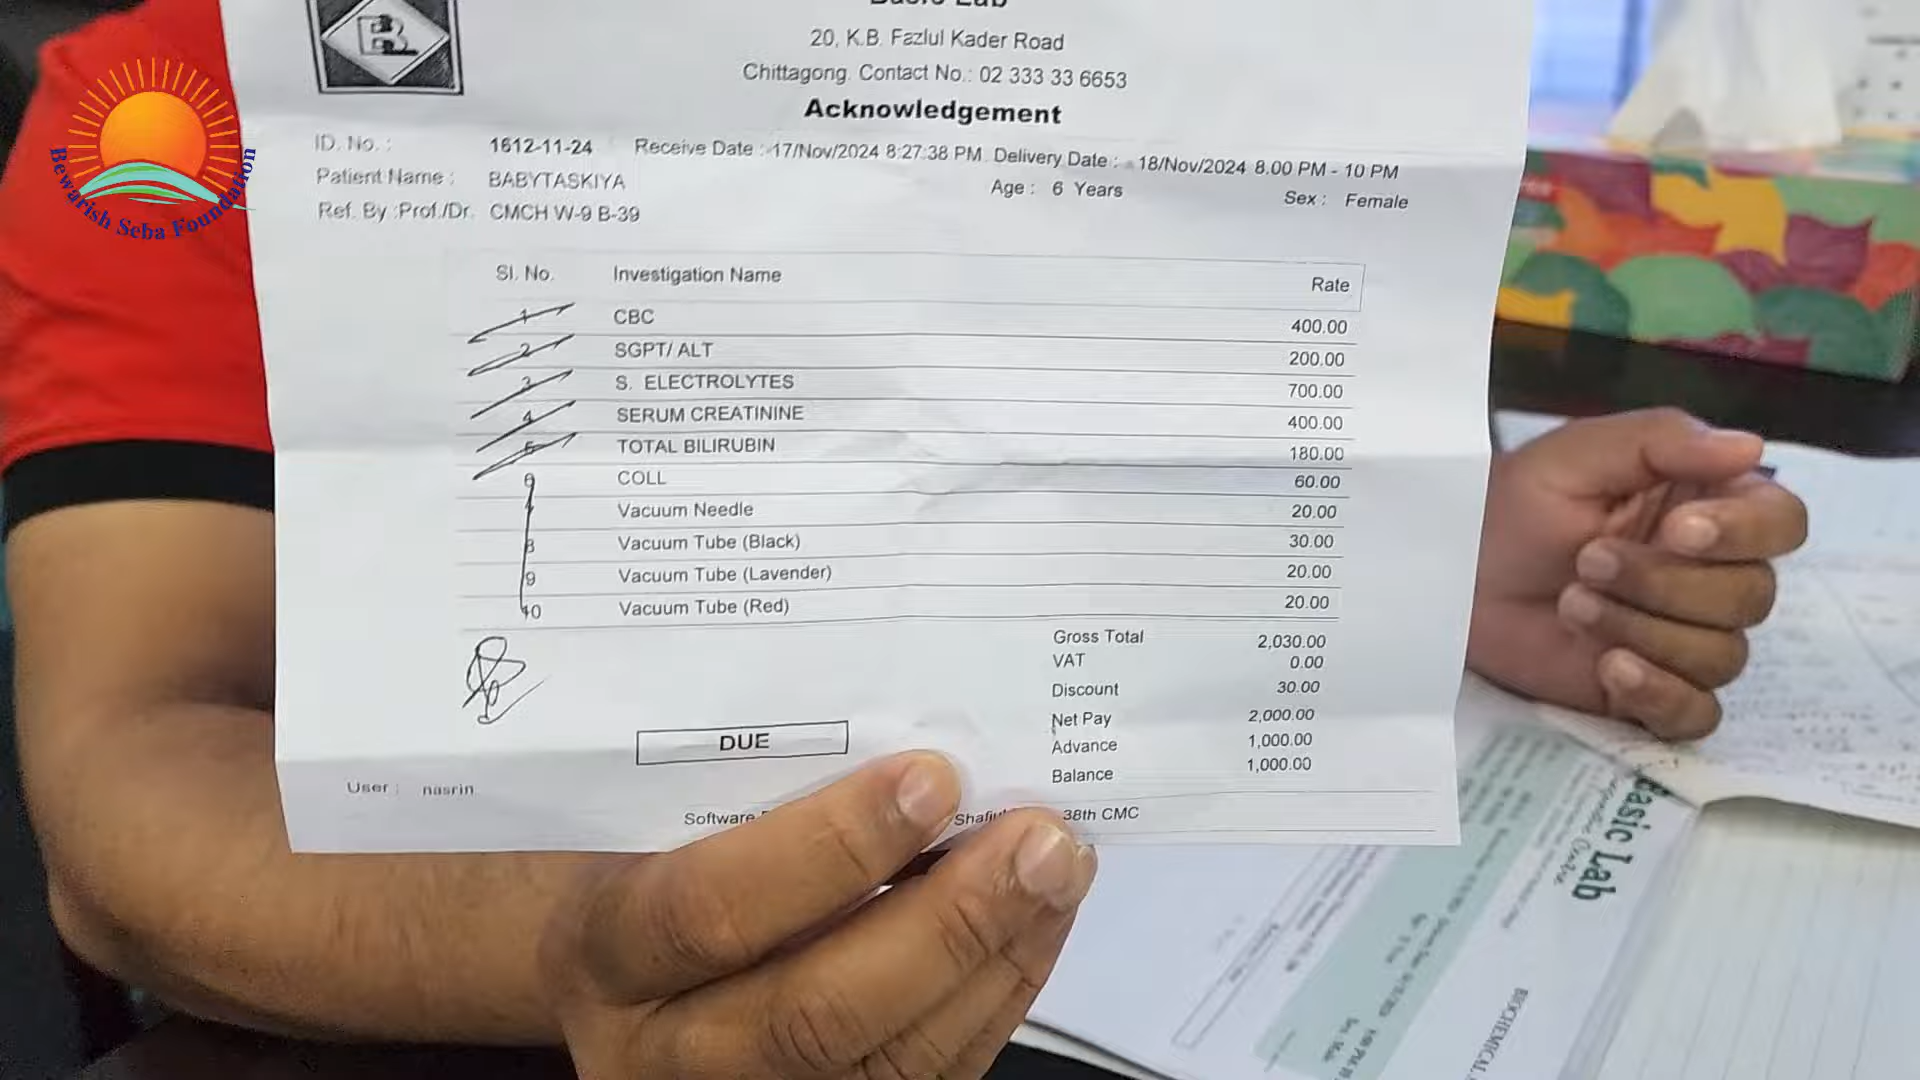 Basic Lab
20, K.B. Fazlul Kader Road
Chittagong. Contact No.: 02 333 33 6653
Acknowledgement
ID. No. : 1612-11-24 Receive Date : 17/Nov/2024 8:27:38 PM Delivery Date : 18/Nov/2024 8.00 PM - 10 PM
Patient Name : BABYTASKIYA Age : 6 Years Sex : Female
Ref. By :Prof./Dr. CMCH W-9 B-39
Sl. No. Investigation Name Rate
1 CBC 400.00
2 SGPT/ ALT 200.00
3 S. ELECTROLYTES 700.00
4 SERUM CREATININE 400.00
5 TOTAL BILIRUBIN 180.00
6 COLL 60.00
7 Vacuum Needle 20.00
8 Vacuum Tube (Black) 30.00
9 Vacuum Tube (Lavender) 20.00
10 Vacuum Tube (Red) 20.00
Gross Total 2,030.00
VAT 0.00
Discount 30.00
Net Pay 2,000.00
Advance 1,000.00
Balance 1,000.00
DUE
User : nasrin
Software 38th CMC
Bewarish Seba Foundation
Basic Lab
BIOCHEMICAL